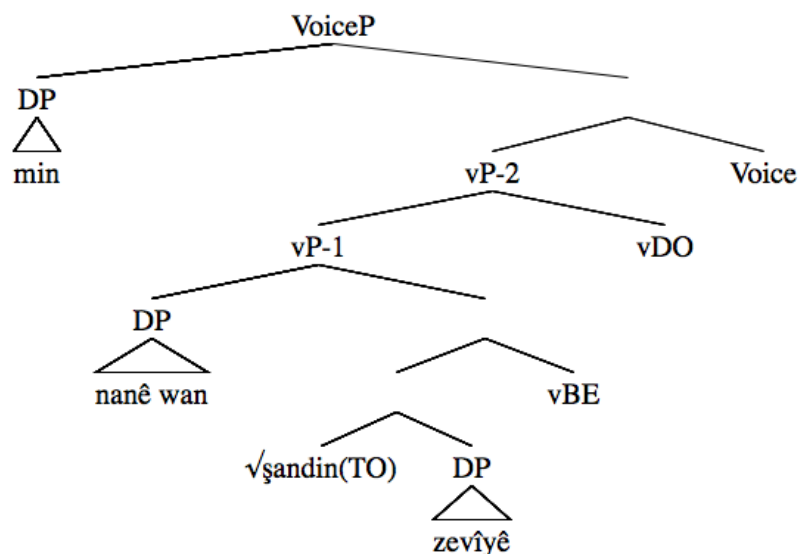 VoiceP
DP
min
vP-2 Voice
vP-1 vDO
DP
nanê wan vBE
√şandin(TO) DP
zevîyê